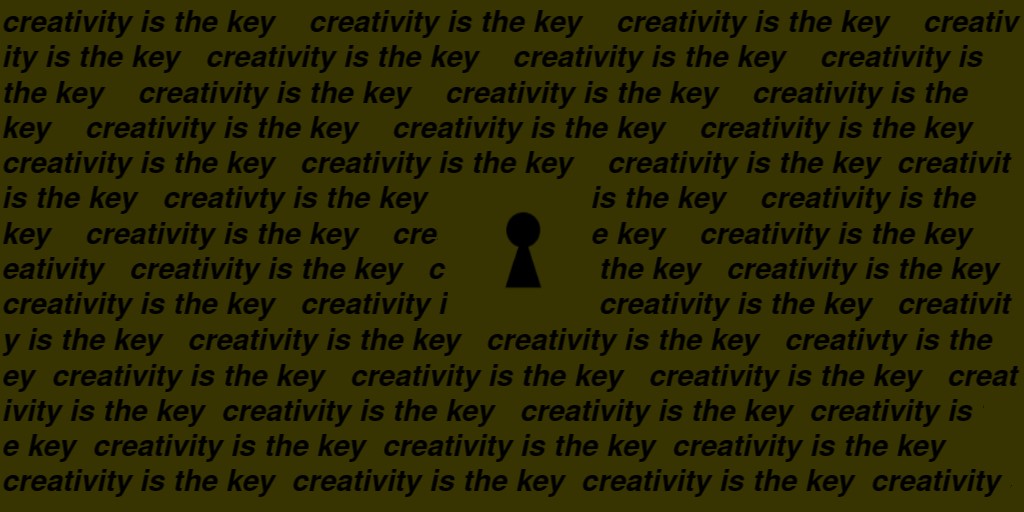 creativity is the key creativity is the key creativity is the key creativ
ity is the key creativity is the key creativity is the key creativity is
the key creativity is the key creativity is the key creativity is the
key creativity is the key creativity is the key creativity is the key
creativity is the key creativity is the key creativity is the key creativit
is the key creativty is the key is the key creativity is the
key creativity is the key cre e key creativity is the key
eativity creativity is the key c the key creativity is the key
creativity is the key creativity i creativity is the key creativit
y is the key creativity is the key creativity is the key creativty is the
ey creativity is the key creativity is the key creativity is the key creat
ivity is the key creativity is the key creativity is the key creativity is
e key creativity is the key creativity is the key creativity is the key
creativity is the key creativity is the key creativity is the key creativity